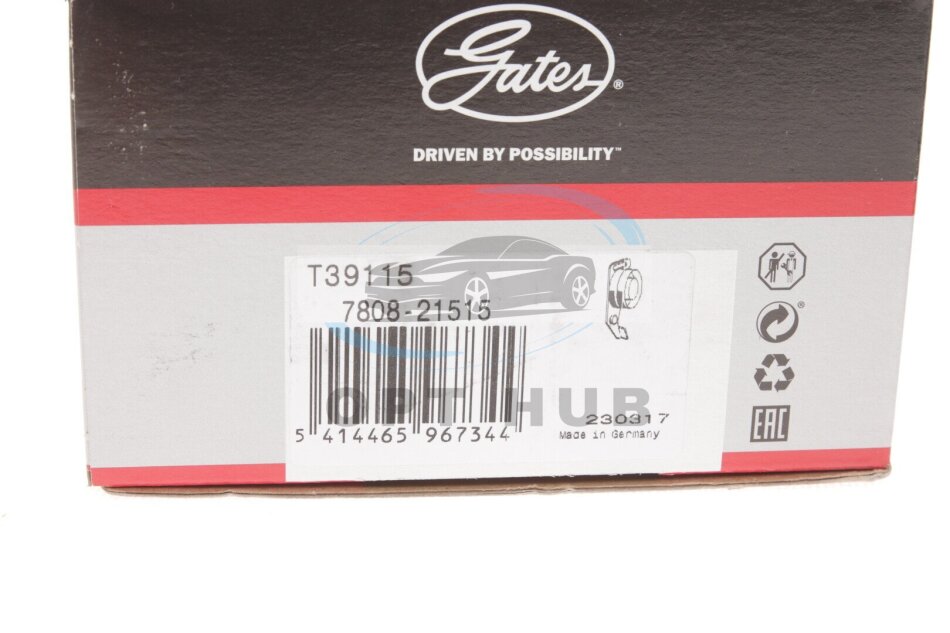 Gates®
DRIVEN BY POSSIBILITY™
T39115
7808-21515
OPT HUB
230317
5 414465 967344
Made in Germany
®
EAC